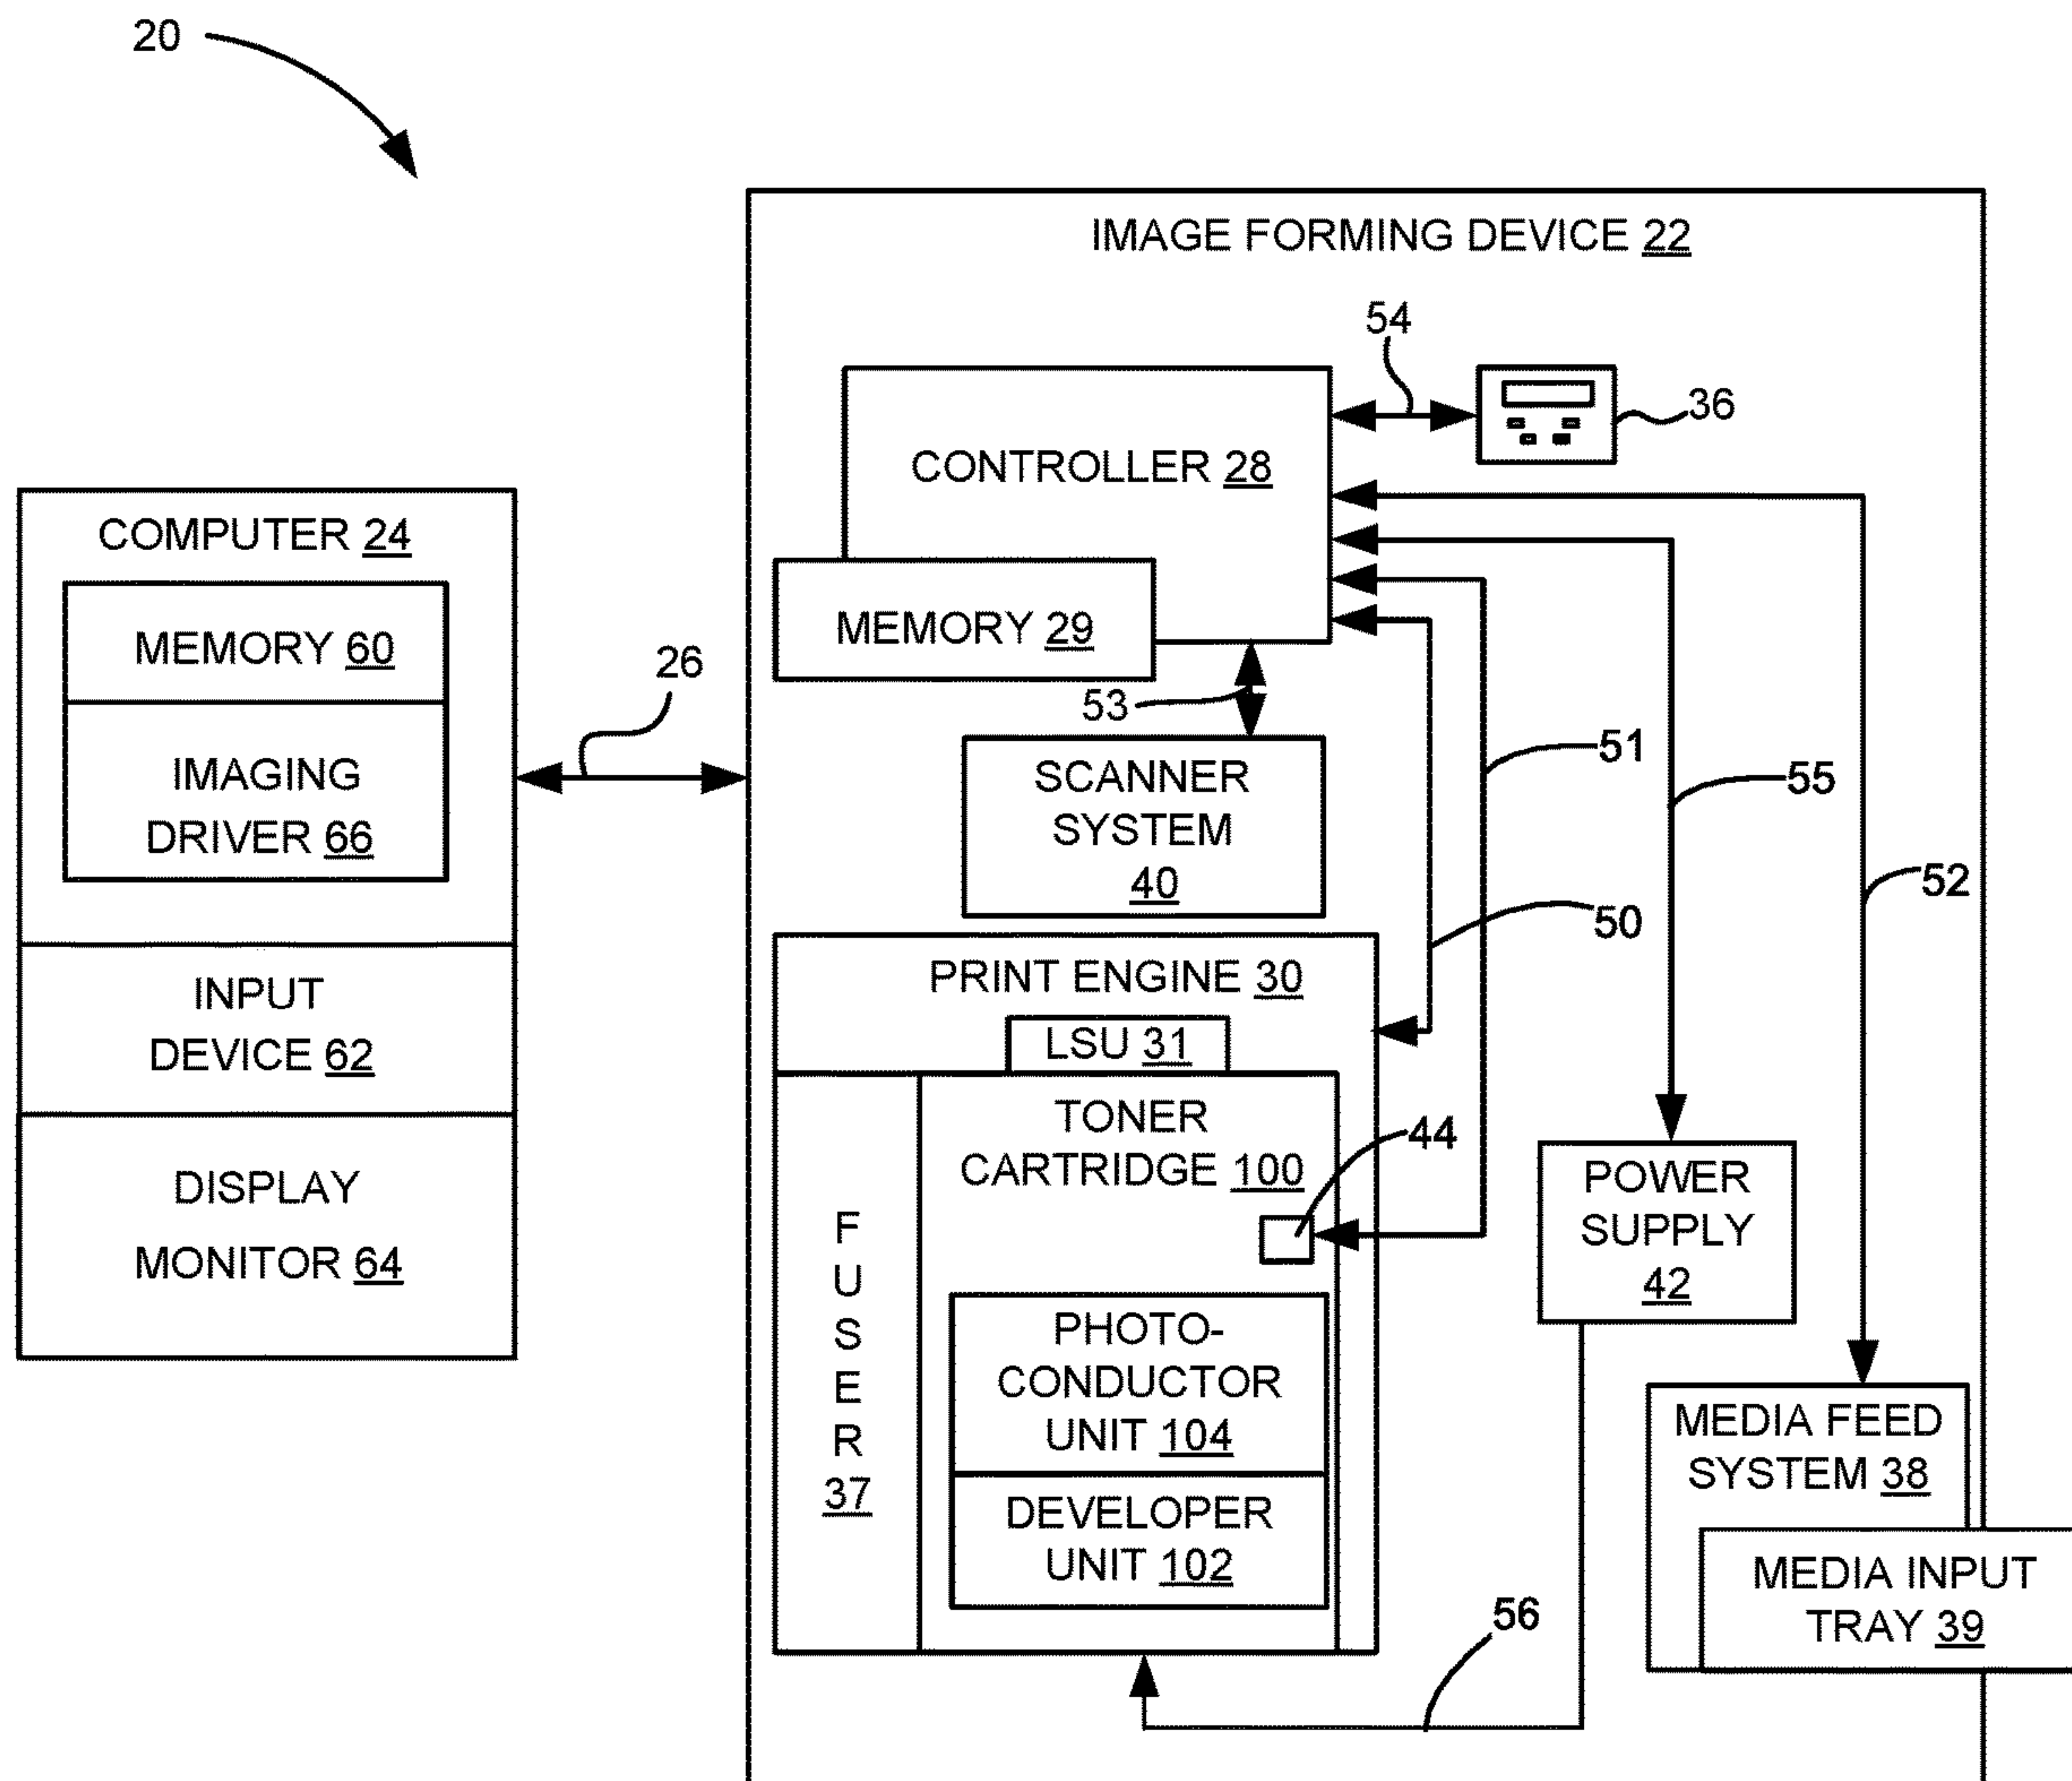 20
IMAGE FORMING DEVICE 22
54
36
CONTROLLER 28
MEMORY 29
53
COMPUTER 24
MEMORY 60
IMAGING
DRIVER 66
INPUT
DEVICE 62
DISPLAY
MONITOR 64
26
SCANNER
SYSTEM
40
51
55
52
50
PRINT ENGINE 30
LSU 31
TONER
CARTRIDGE 100
44
F
U
S
E
R
37
PHOTO-
CONDUCTOR
UNIT 104
DEVELOPER
UNIT 102
POWER
SUPPLY
42
MEDIA FEED
SYSTEM 38
MEDIA INPUT
TRAY 39
56